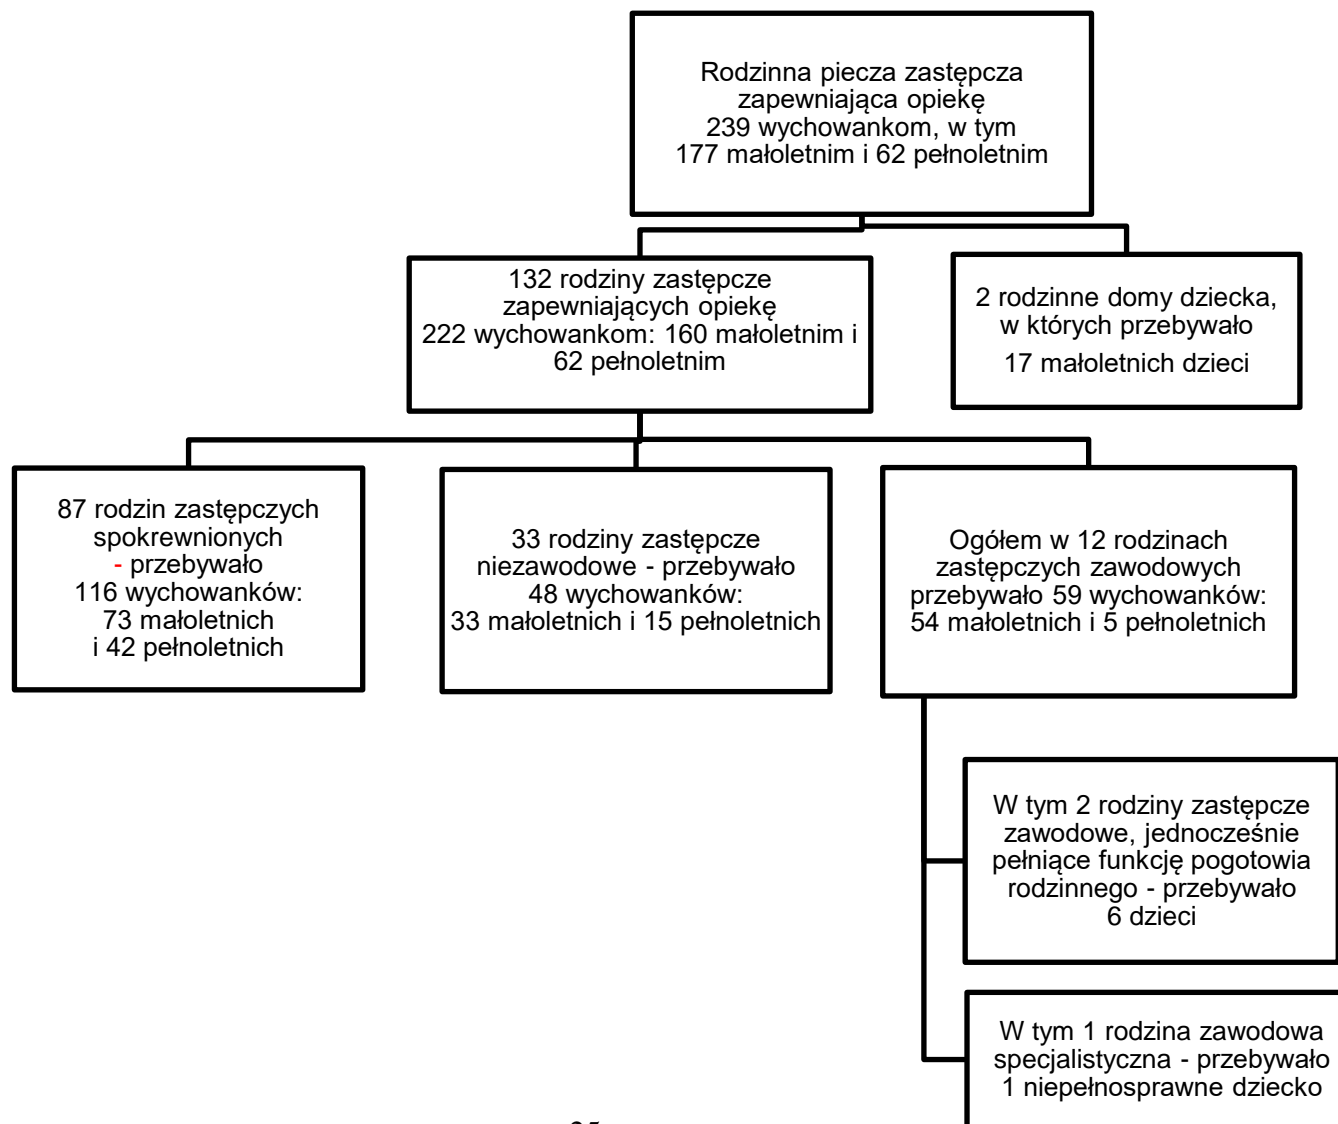 Rodzinna piecza zastępcza
zapewniająca opiekę
239 wychowankom, w tym
177 małoletnim i 62 pełnoletnim
132 rodziny zastępcze
zapewniających opiekę
222 wychowankom: 160 małoletnim i
62 pełnoletnim
2 rodzinne domy dziecka,
w których przebywało
17 małoletnich dzieci
87 rodzin zastępczych
spokrewnionych
- przebywało
116 wychowanków:
73 małoletnich
i 42 pełnoletnich
33 rodziny zastępcze
niezawodowe - przebywało
48 wychowanków:
33 małoletnich i 15 pełnoletnich
Ogółem w 12 rodzinach
zastępczych zawodowych
przebywało 59 wychowanków:
54 małoletnich i 5 pełnoletnich
W tym 2 rodziny zastępcze
zawodowe, jednocześnie
pełniące funkcję pogotowia
rodzinnego - przebywało
6 dzieci
W tym 1 rodzina zawodowa
specjalistyczna - przebywało
1 niepełnosprawne dziecko